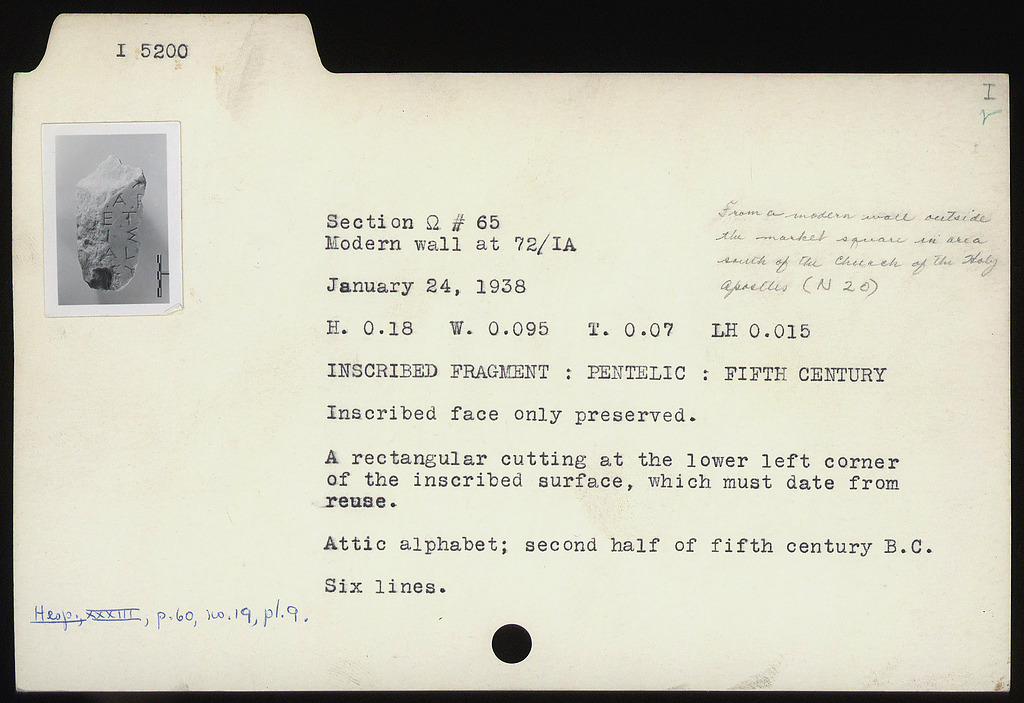 I 5200
I
Section Ω # 65
Modern wall at 72/IA
From a modern wall outside
the market square in area
south of the Church of the Holy
Apostles (N 20)
January 24, 1938
H. 0.18 W. 0.095 T. 0.07 LH 0.015
INSCRIBED FRAGMENT : PENTELIC : FIFTH CENTURY
Inscribed face only preserved.
A rectangular cutting at the lower left corner
of the inscribed surface, which must date from
reuse.
Attic alphabet; second half of fifth century B.C.
Six lines.
Hesp., XXXIII, p.60, no.19, pl.9.